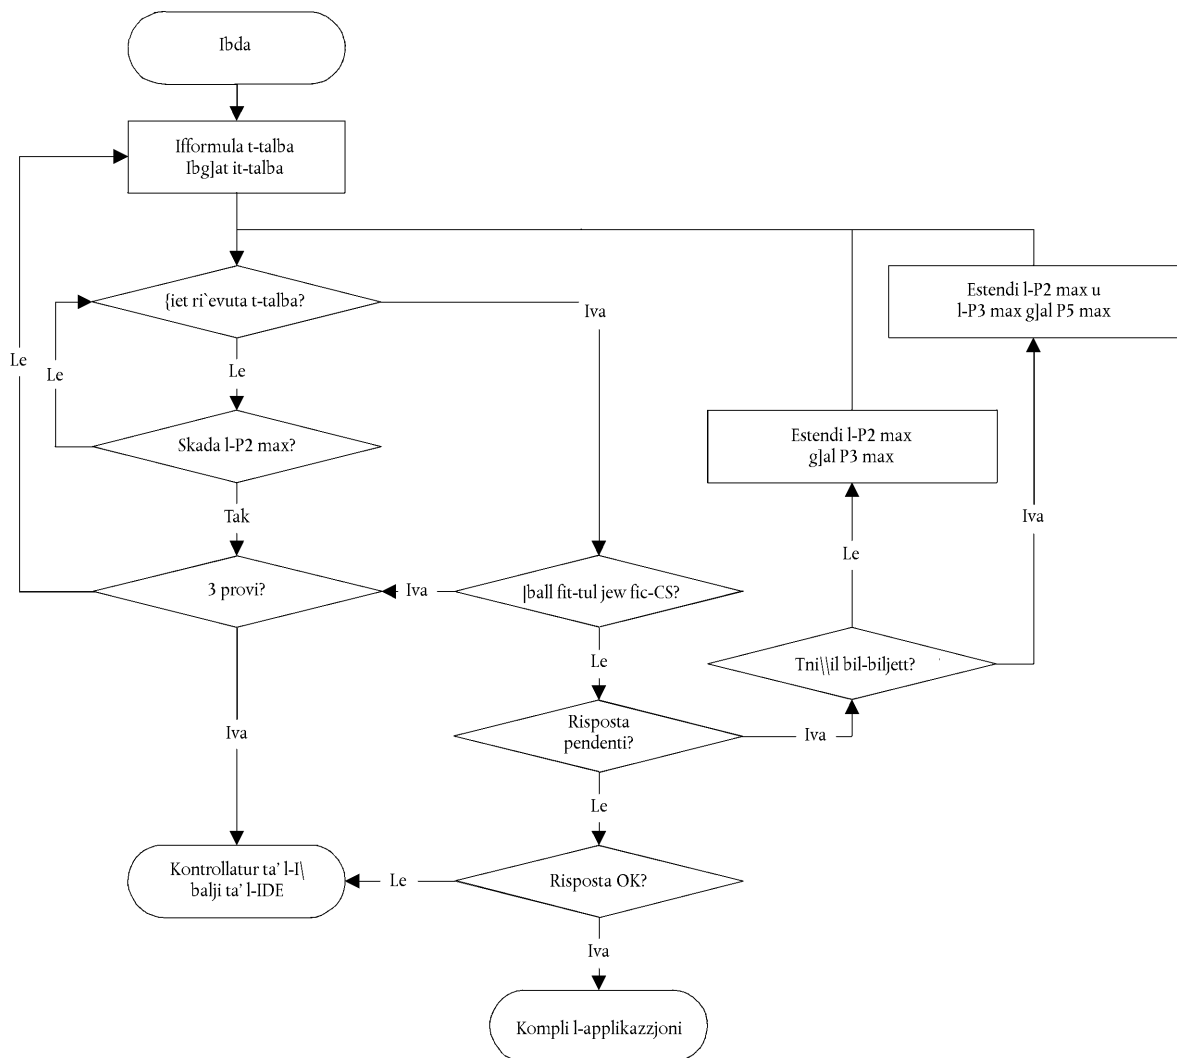 Ibda
Ifformula t-talba
Ibg]at it-talba
{iet ri`evuta t-talba?
Iva
Estendi l-P2 max u
l-P3 max g]al P5 max
Le
Le
Le
Skada l-P2 max?
Estendi l-P2 max
g]al P3 max
Tak
Iva
Le
3 provi?
Iva
]ball fit-tul jew fic-CS?
Le
Tni\\il bil-biljett?
Iva
Risposta
pendenti?
Iva
Le
Kontrollatur ta’ l-I\
balji ta’ l-IDE
Le
Risposta OK?
Iva
Kompli l-applikazzjoni